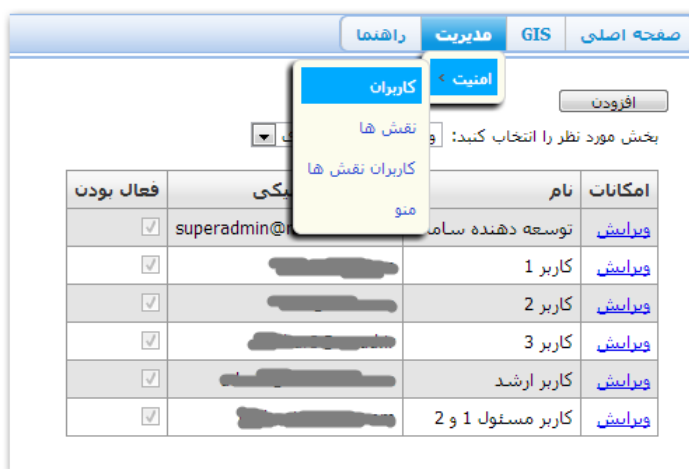 صفحه اصلی GIS مدیریت راهنما
امنیت
کاربران
نقش ها
کاربران نقش ها
منو
افزودن
بخش مورد نظر را انتخاب کنید:
امکانات نام فعال بودن
ویرایش توسعه دهنده superadmin@
ویرایش کاربر 1
ویرایش کاربر 2
ویرایش کاربر 3
ویرایش کاربر ارشد
ویرایش کاربر مسئول 1 و 2